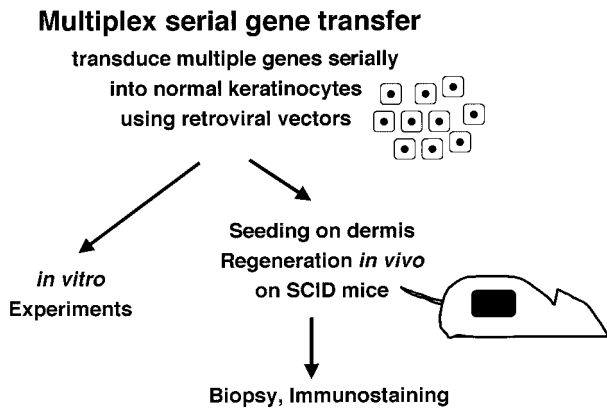 Multiplex serial gene transfer
transduce multiple genes serially
into normal keratinocytes
using retroviral vectors
in vitro
Experiments
Seeding on dermis
Regeneration in vivo
on SCID mice
Biopsy, Immunostaining